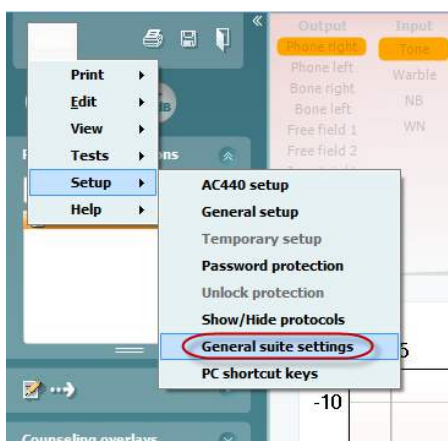 Output Input
Phone right Tone
Phone left Warble
Bone right NB
Bone left WN
Free field 1
Free field 2
Print
Edit
View
Tests
Setup
Help
AC440 setup
General setup
Temporary setup
Password protection
Unlock protection
Show/Hide protocols
General suite settings
PC shortcut keys
5
-10
Counseling overlays